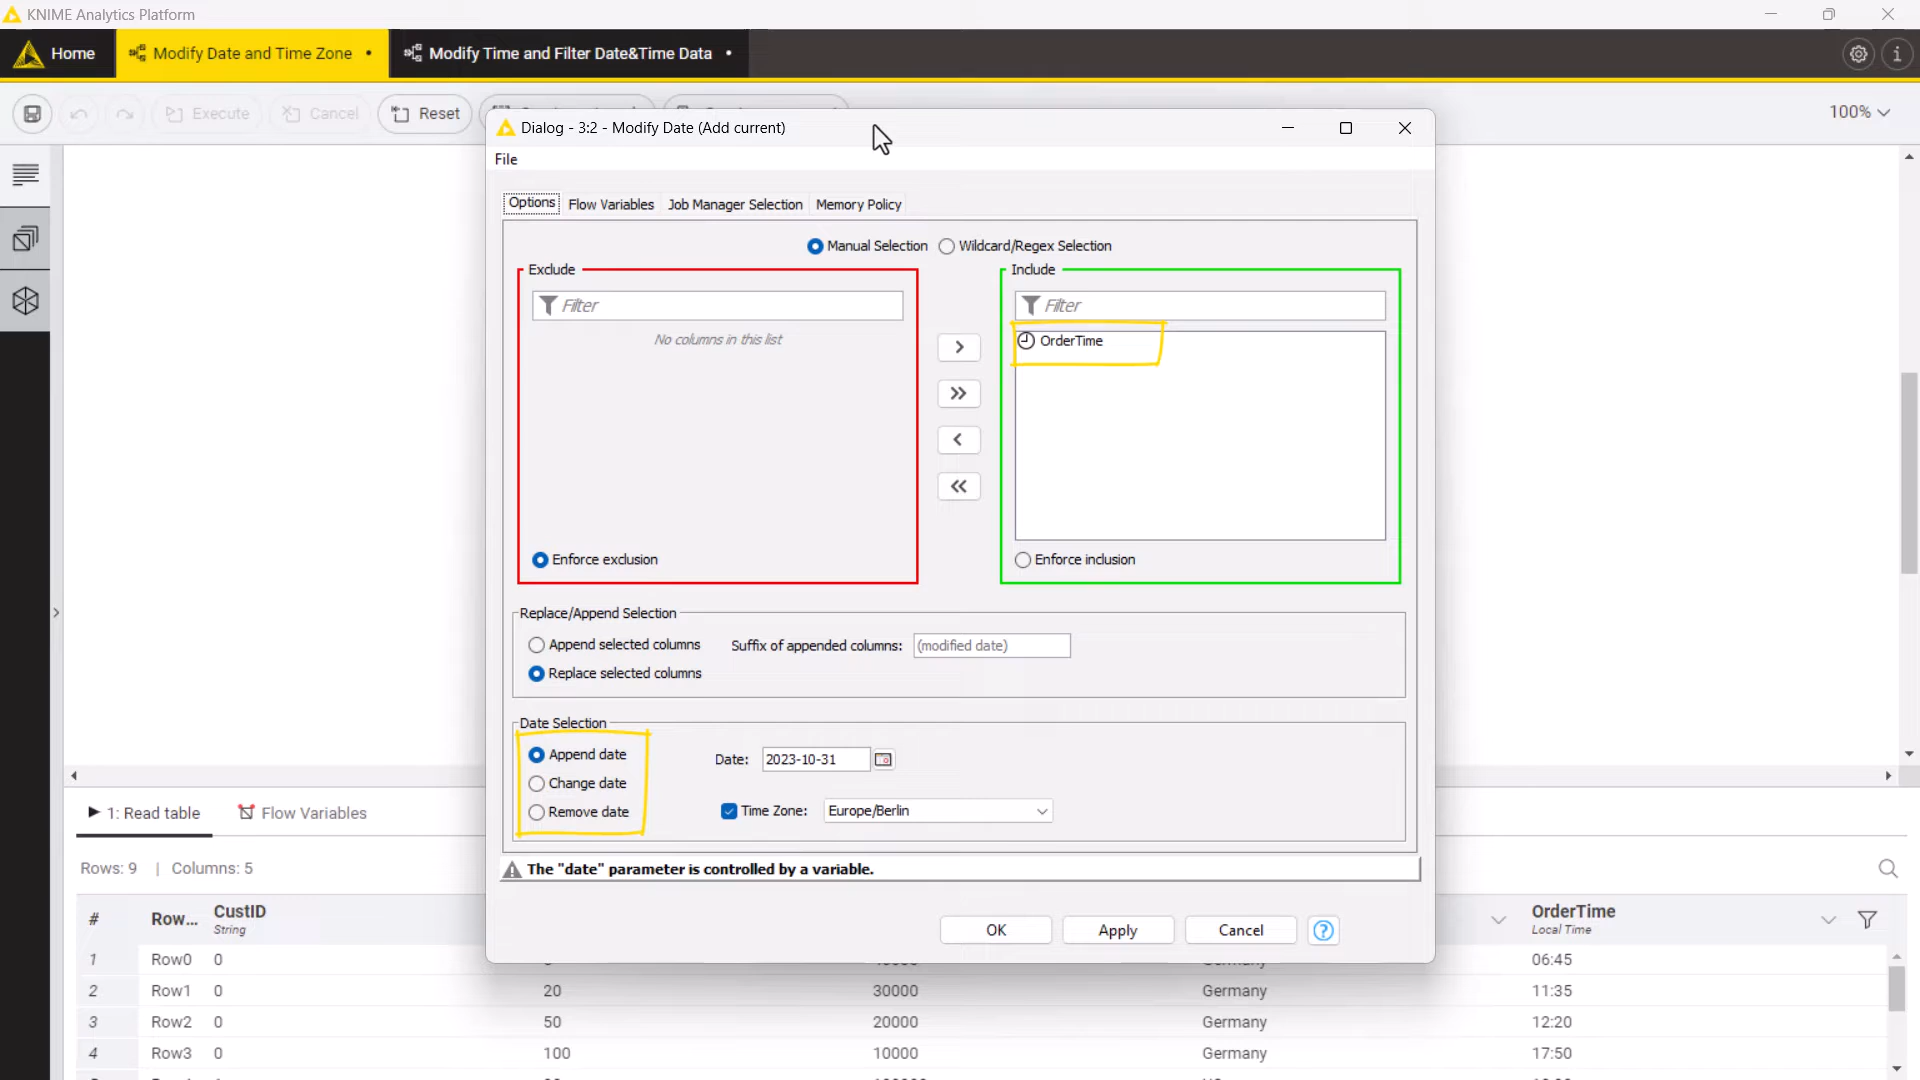 KNIME Analytics Platform
Home
Modify Date and Time Zone •
Modify Time and Filter Date&Time Data •
Execute
Cancel
Reset
100%
Dialog - 3:2 - Modify Date (Add current)
File
Options
Flow Variables
Job Manager Selection
Memory Policy
Manual Selection
Wildcard/Regex Selection
Exclude
Filter
No columns in this list
Enforce exclusion
Include
Filter
OrderTime
Enforce inclusion
Replace/Append Selection
Append selected columns
Suffix of appended columns: (modified date)
Replace selected columns
Date Selection
Append date
Change date
Remove date
Date: 2023-10-31
Time Zone: Europe/Berlin
The "date" parameter is controlled by a variable.
OK
Apply
Cancel
1: Read table
Flow Variables
Rows: 9 | Columns: 5
# Row... CustID OrderTime
String Local Time
1 Row0 0 06:45
2 Row1 0 20 30000 Germany 11:35
3 Row2 0 50 20000 Germany 12:20
4 Row3 0 100 10000 Germany 17:50